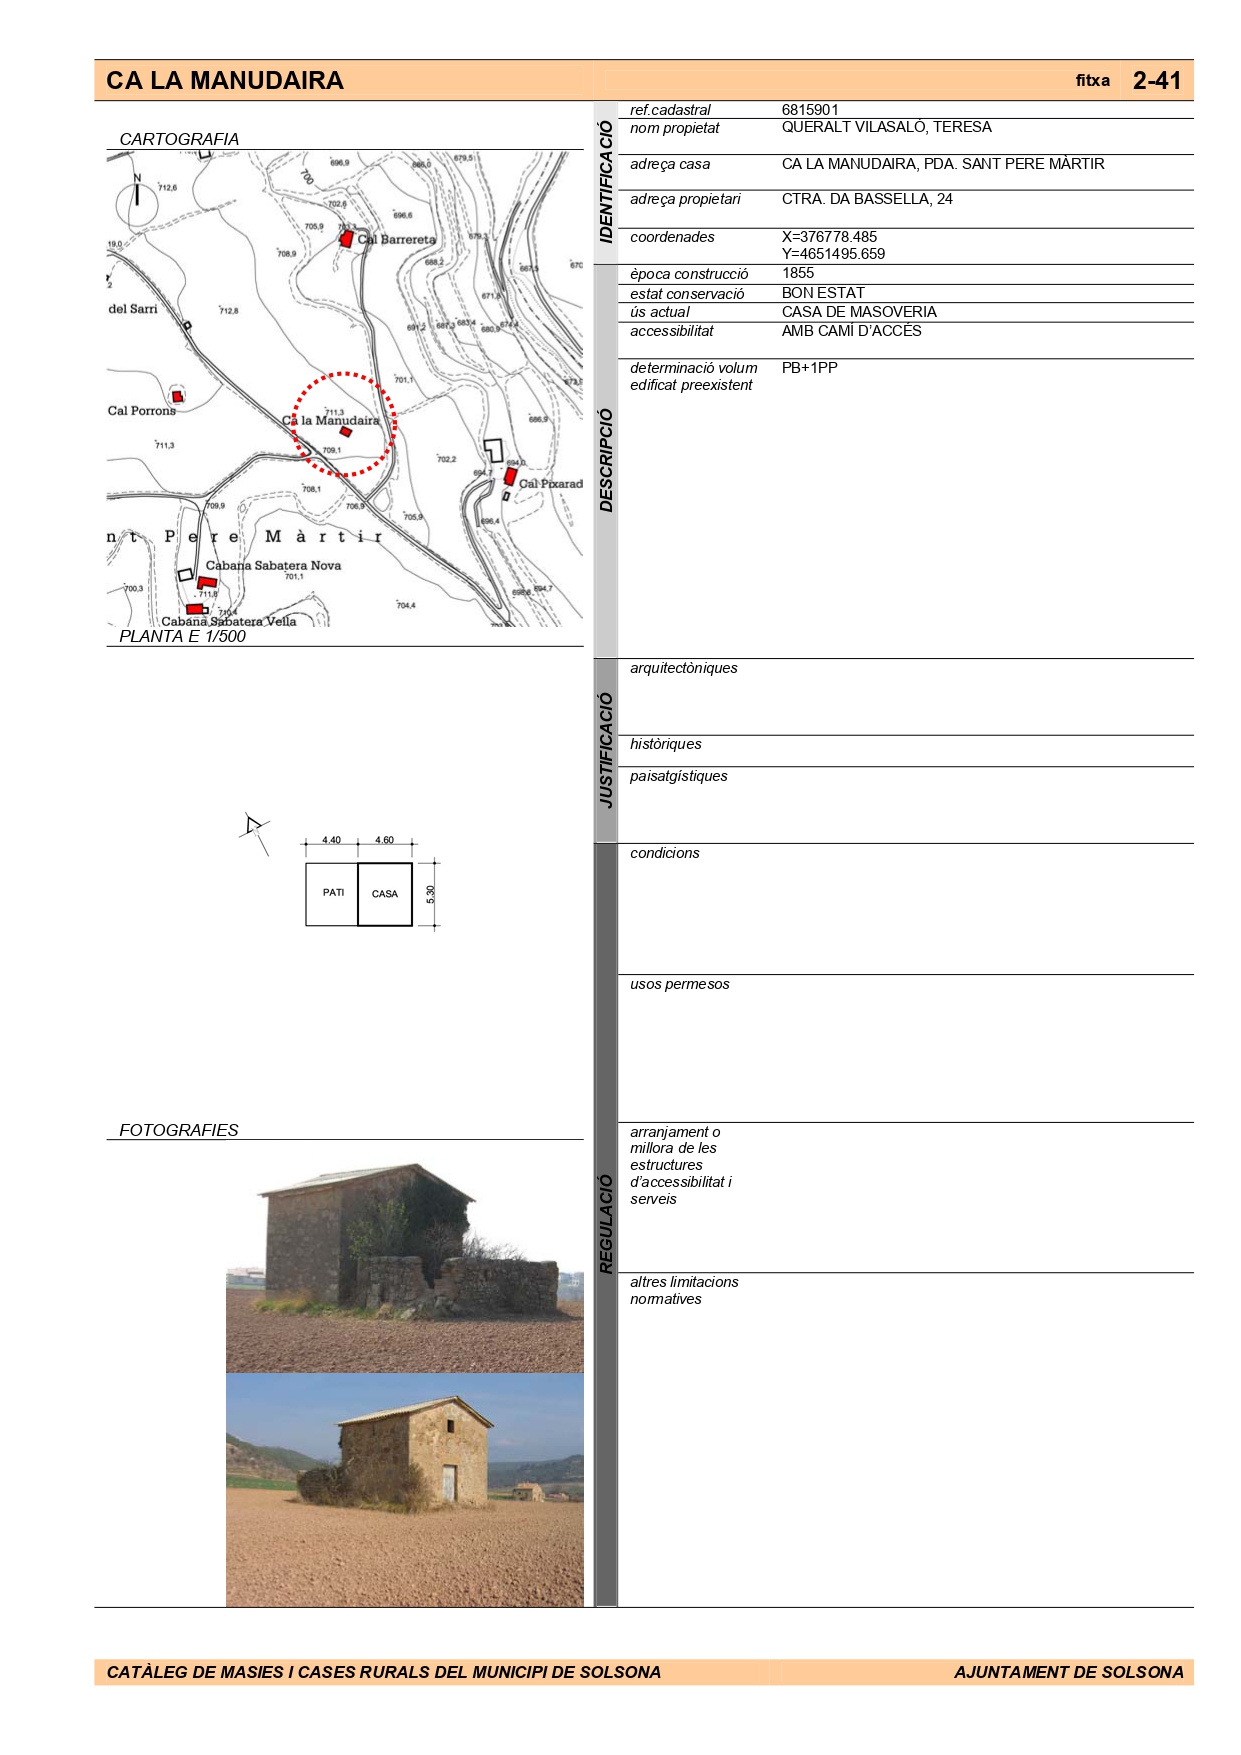 CA LA MANUDAIRA
fitxa 2-41
CARTOGRAFIA
N
712,6
696,9
700
686,0
679,5
702,6
696,6
705,9
Cal Barrereta
679,3
708,9
688,2
19,0
del Sarri
712,8
671,8
691,2
687,3
683,4
680,9
674,4
701,1
Cal Porrons
711,3
Ca la Manudaira
686,9
711,3
709,1
702,2
694,7
694,0
Cal Pixarad
708,1
709,9
706,9
705,9
696,4
nt Pere Màrtir
Cabana Sabatera Nova
701,1
700,3
711,8
710,4
704,4
698,8
694,7
Cabana Sabatera Vella
PLANTA E 1/500
4.40
4.60
PATI
CASA
5.30
FOTOGRAFIES
IDENTIFICACIÓ
ref.cadastral 6815901
nom propietat QUERALT VILASALÓ, TERESA
adreça casa CA LA MANUDAIRA, PDA. SANT PERE MÀRTIR
adreça propietari CTRA. DA BASSELLA, 24
coordenades X=376778.485
Y=4651495.659
DESCRIPCIÓ
època construcció 1855
estat conservació BON ESTAT
ús actual CASA DE MASOVERIA
accessibilitat AMB CAMÍ D'ACCÉS
determinació volum PB+1PP
edificat preexistent
JUSTIFICACIÓ
arquitectòniques
històriques
paisatgístiques
REGULACIÓ
condicions
usos permesos
arranjament o
millora de les
estructures
d'accessibilitat i
serveis
altres limitacions
normatives
CATÀLEG DE MASIES I CASES RURALS DEL MUNICIPI DE SOLSONA
AJUNTAMENT DE SOLSONA